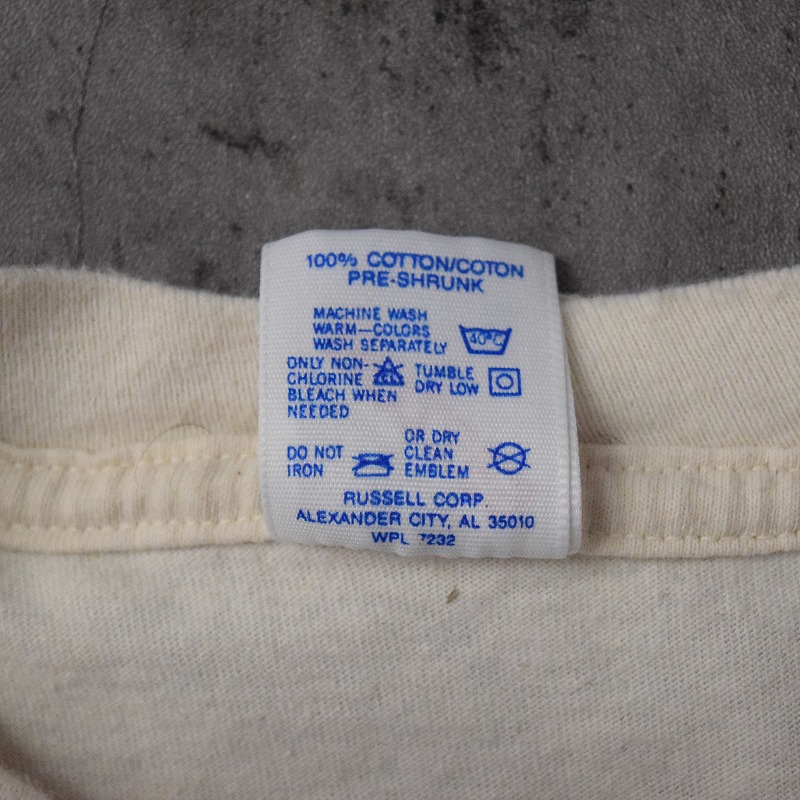 100% COTTON/COTON
PRE-SHRUNK
MACHINE WASH
WARM—COLORS
WASH SEPARATELY
40°C
ONLY NON-
CHLORINE
BLEACH WHEN
NEEDED
CL
TUMBLE
DRY LOW
DO NOT
IRON
OR DRY
CLEAN
EMBLEM
RUSSELL CORP.
ALEXANDER CITY, AL 35010
WPL 7232